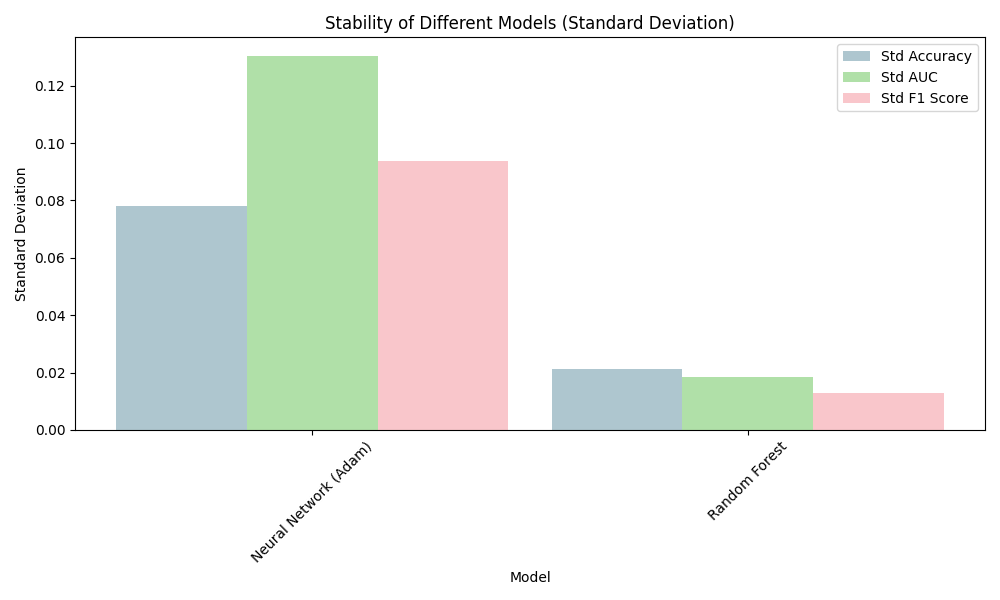 Stability of Different Models (Standard Deviation)
Std Accuracy
Std AUC
Std F1 Score
0.12
0.10
0.08
0.06
0.04
0.02
0.00
Standard Deviation
Neural Network (Adam)
Random Forest
Model